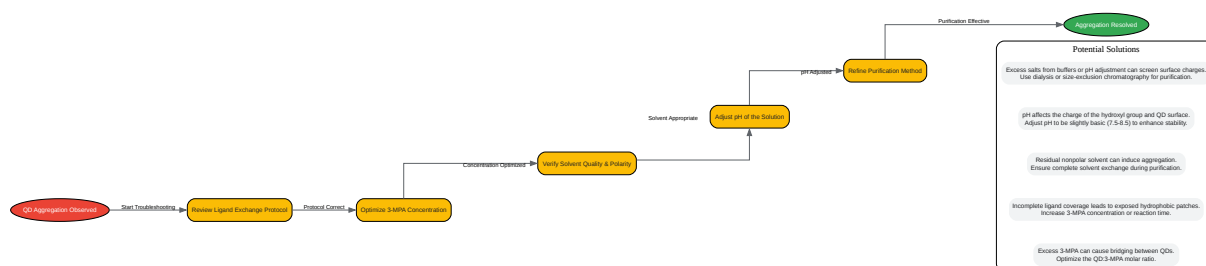 QD Aggregation Observed
Start Troubleshooting
Review Ligand Exchange Protocol
Protocol Correct
Optimize 3-MPA Concentration
Concentration Optimized
Verify Solvent Quality & Polarity
Solvent Appropriate
Adjust pH of the Solution
pH Adjusted
Refine Purification Method
Purification Effective
Aggregation Resolved
Potential Solutions
Excess salts from buffers or pH adjustment can screen surface charges.
Use dialysis or size-exclusion chromatography for purification.
pH affects the charge of the hydroxyl group and QD surface.
Adjust pH to be slightly basic (7.5-8.5) to enhance stability.
Residual nonpolar solvent can induce aggregation.
Ensure complete solvent exchange during purification.
Incomplete ligand coverage leads to exposed hydrophobic patches.
Increase 3-MPA concentration or reaction time.
Excess 3-MPA can cause bridging between QDs.
Optimize the QD:3-MPA molar ratio.